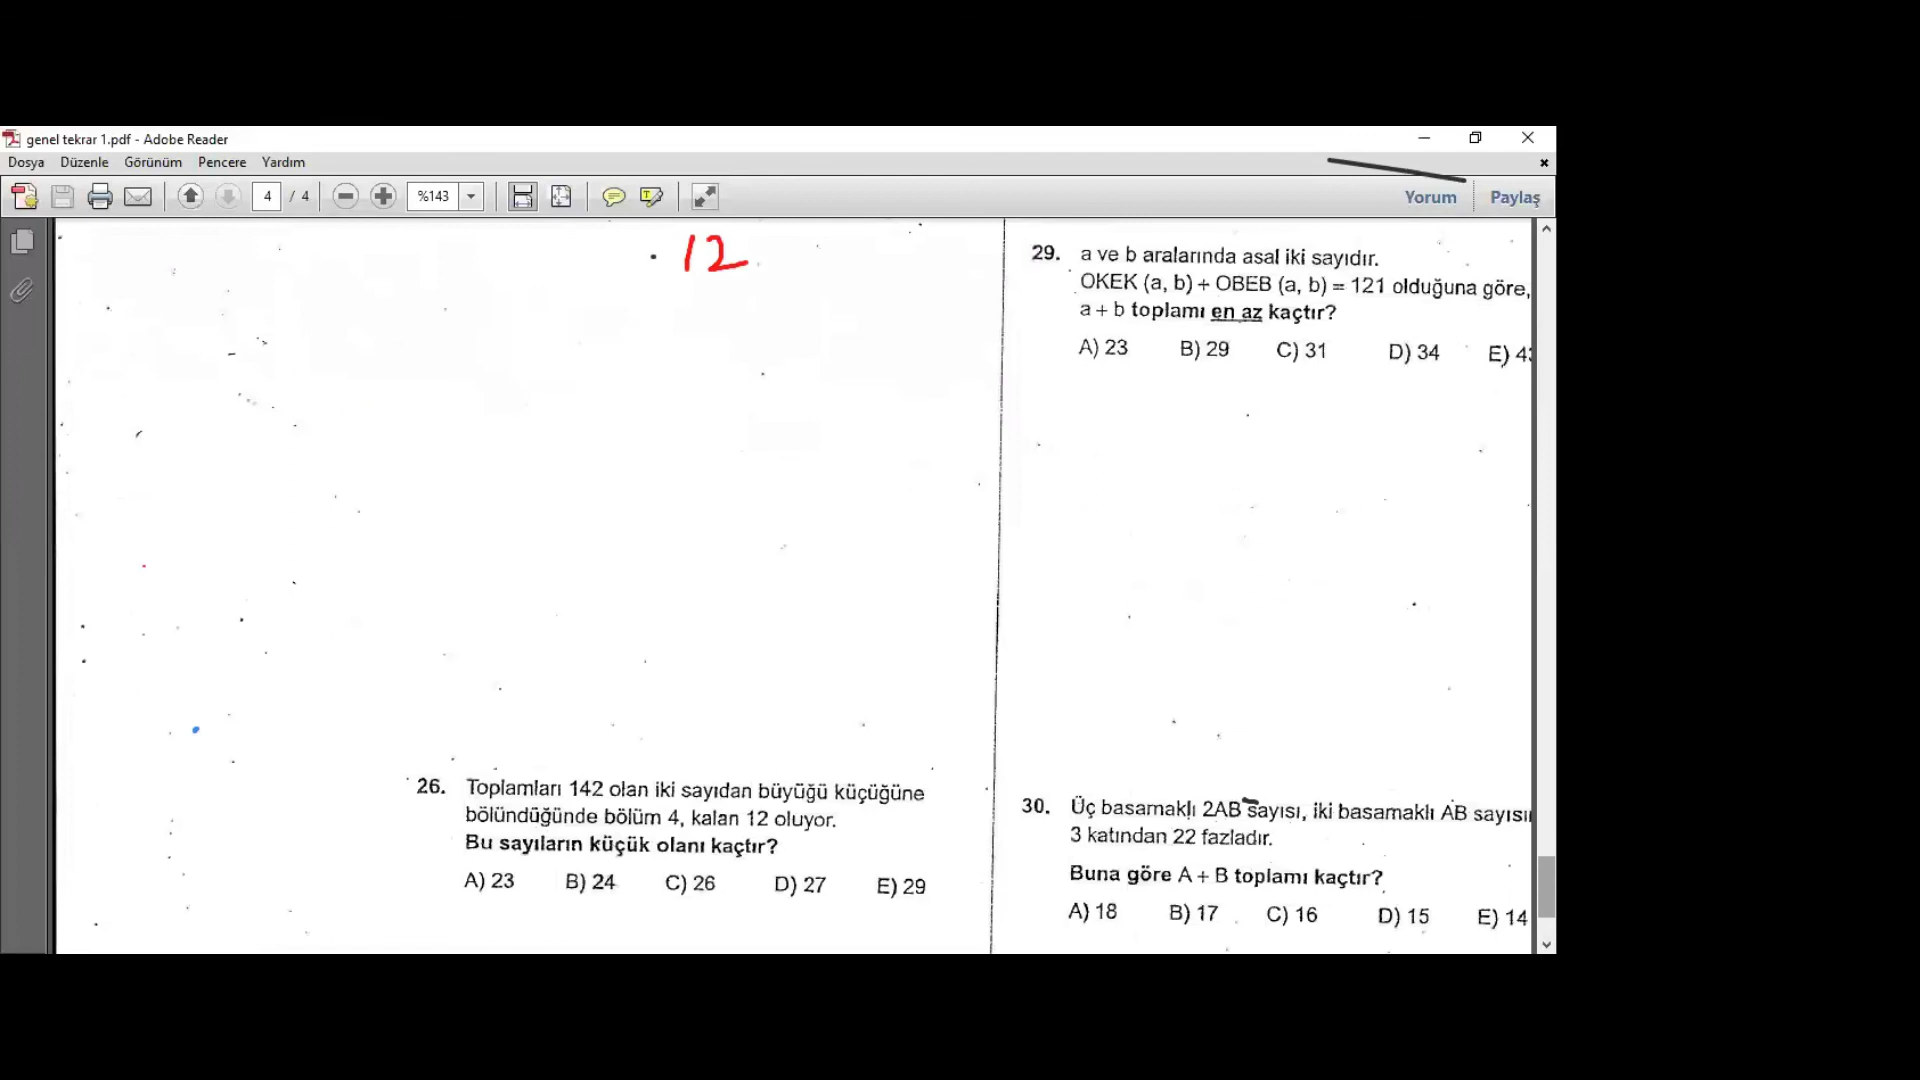 genel tekrar 1.pdf - Adobe Reader
Dosya Düzenle Görünüm Pencere Yardım
4 / 4 %143 Yorum Paylaş
12
29. a ve b aralarında asal iki sayıdır.
OKEK (a, b) + OBEB (a, b) = 121 olduğuna göre,
a + b toplamı en az kaçtır?
A) 23 B) 29 C) 31 D) 34 E) 4
26. Toplamları 142 olan iki sayıdan büyüğü küçüğüne
bölündüğünde bölüm 4, kalan 12 oluyor.
Bu sayıların küçük olanı kaçtır?
A) 23 B) 24 C) 26 D) 27 E) 29
30. Üç basamaklı 2AB sayısı, iki basamaklı AB sayısı
3 katından 22 fazladır.
Buna göre A + B toplamı kaçtır?
A) 18 B) 17 C) 16 D) 15 E) 14